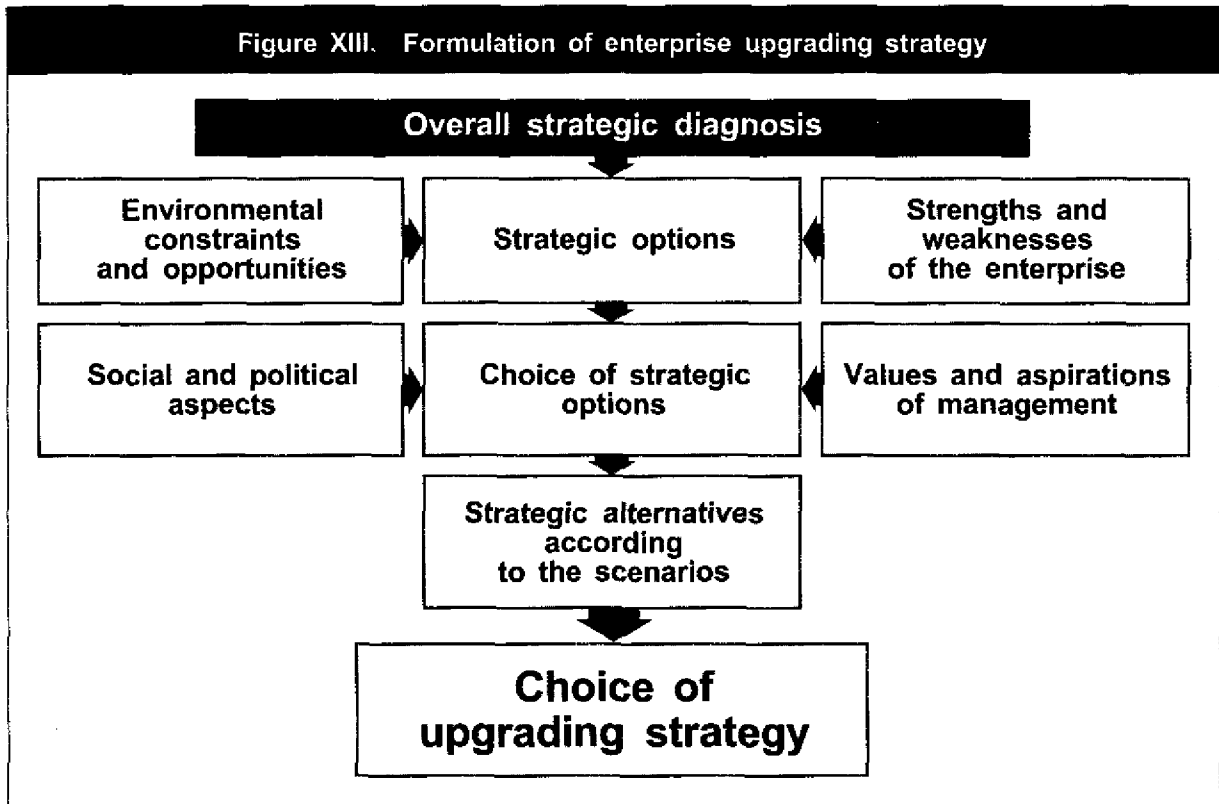 Figure XIII. Formulation of enterprise upgrading strategy
Overall strategic diagnosis
Environmental
constraints
and opportunities
Strategic options
Strengths and
weaknesses
of the enterprise
Social and political
aspects
Choice of strategic
options
Values and aspirations
of management
Strategic alternatives
according
to the scenarios
Choice of
upgrading strategy